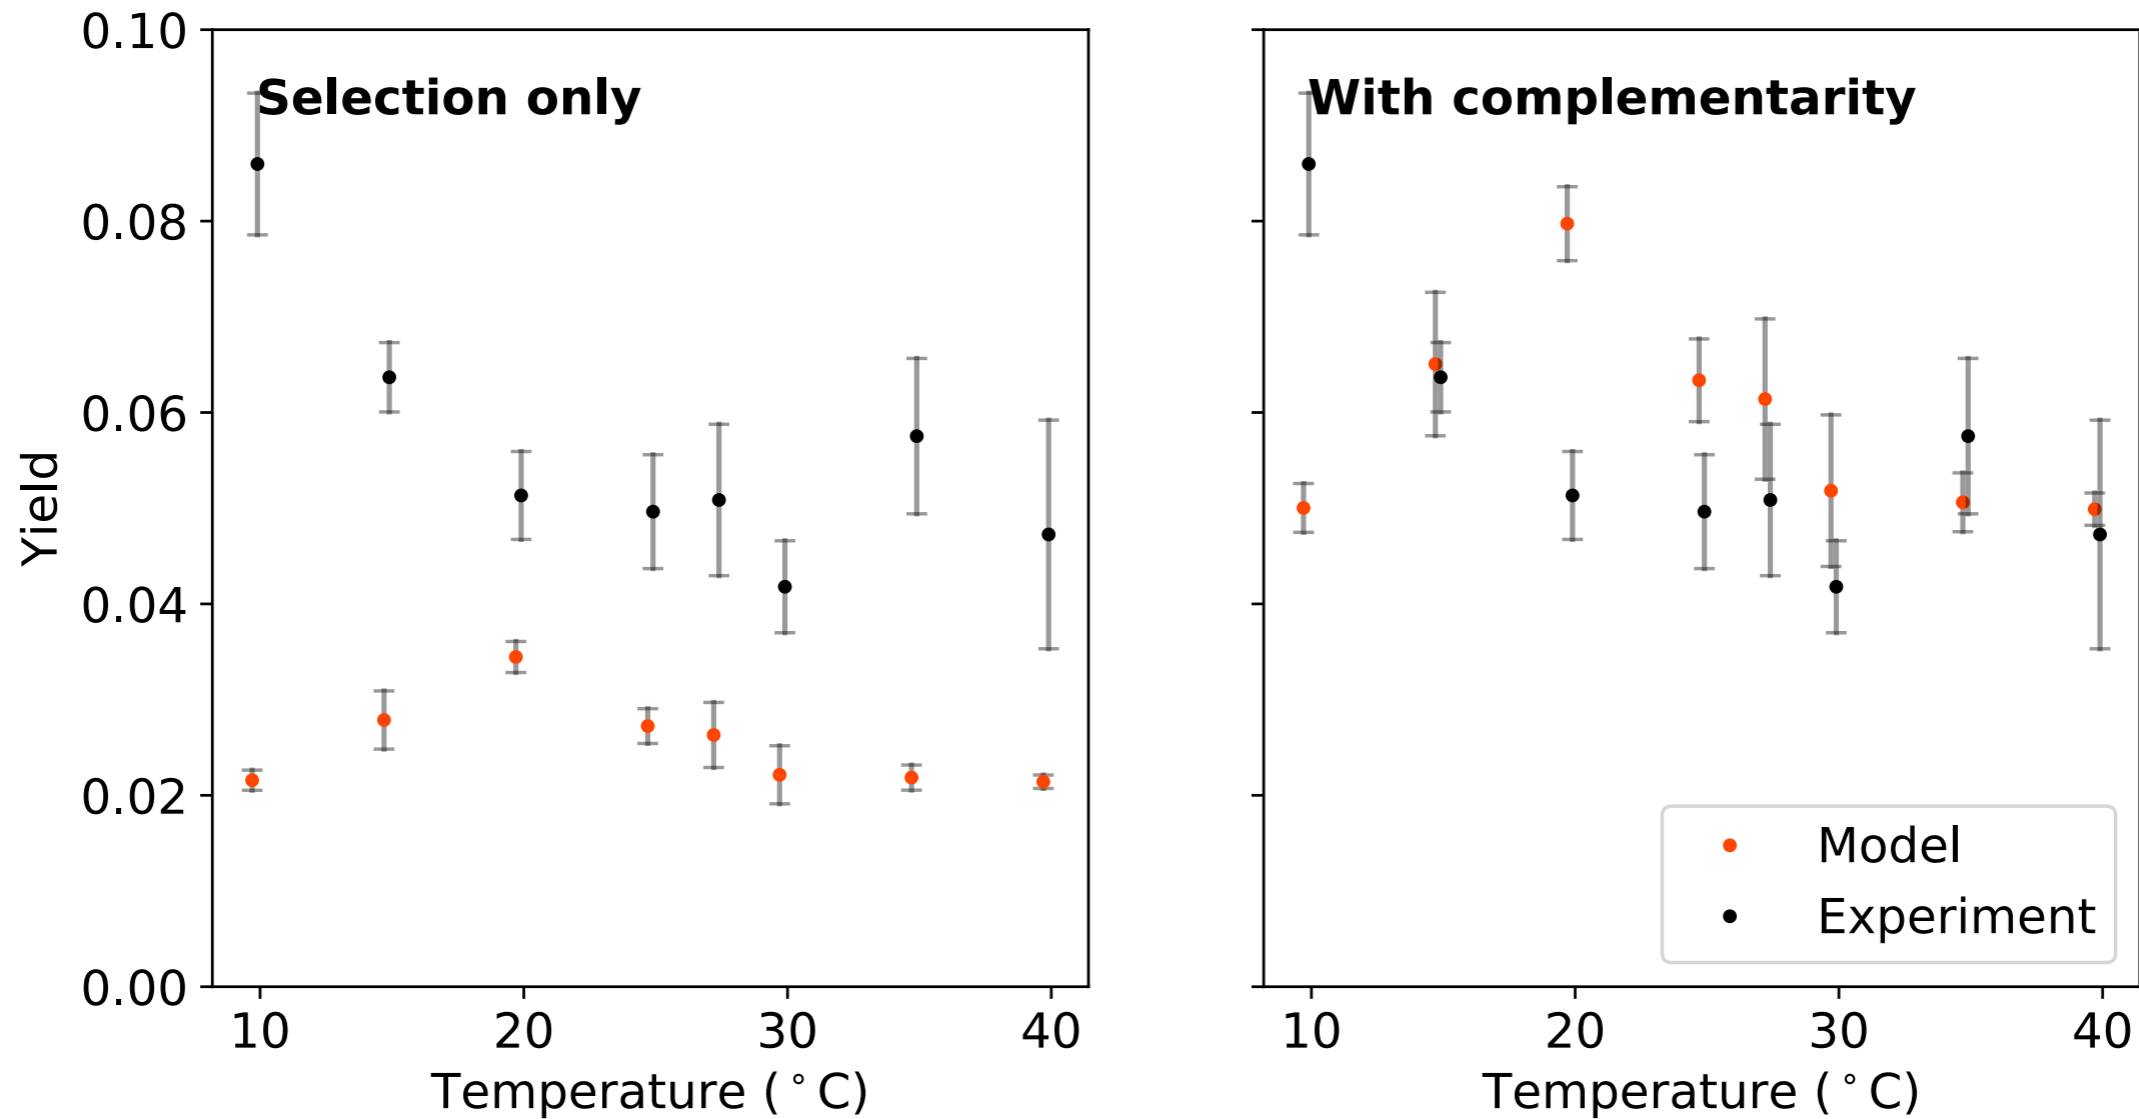 Selection only
With complementarity
Yield
0.10
0.08
0.06
0.04
0.02
0.00
10 20 30 40
10 20 30 40
Temperature (°C)
Temperature (°C)
Model
Experiment